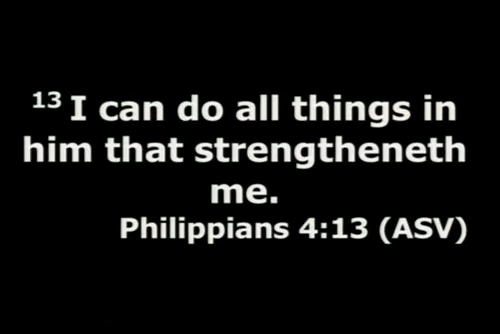 13 I can do all things in
him that strengtheneth
me.
Philippians 4:13 (ASV)